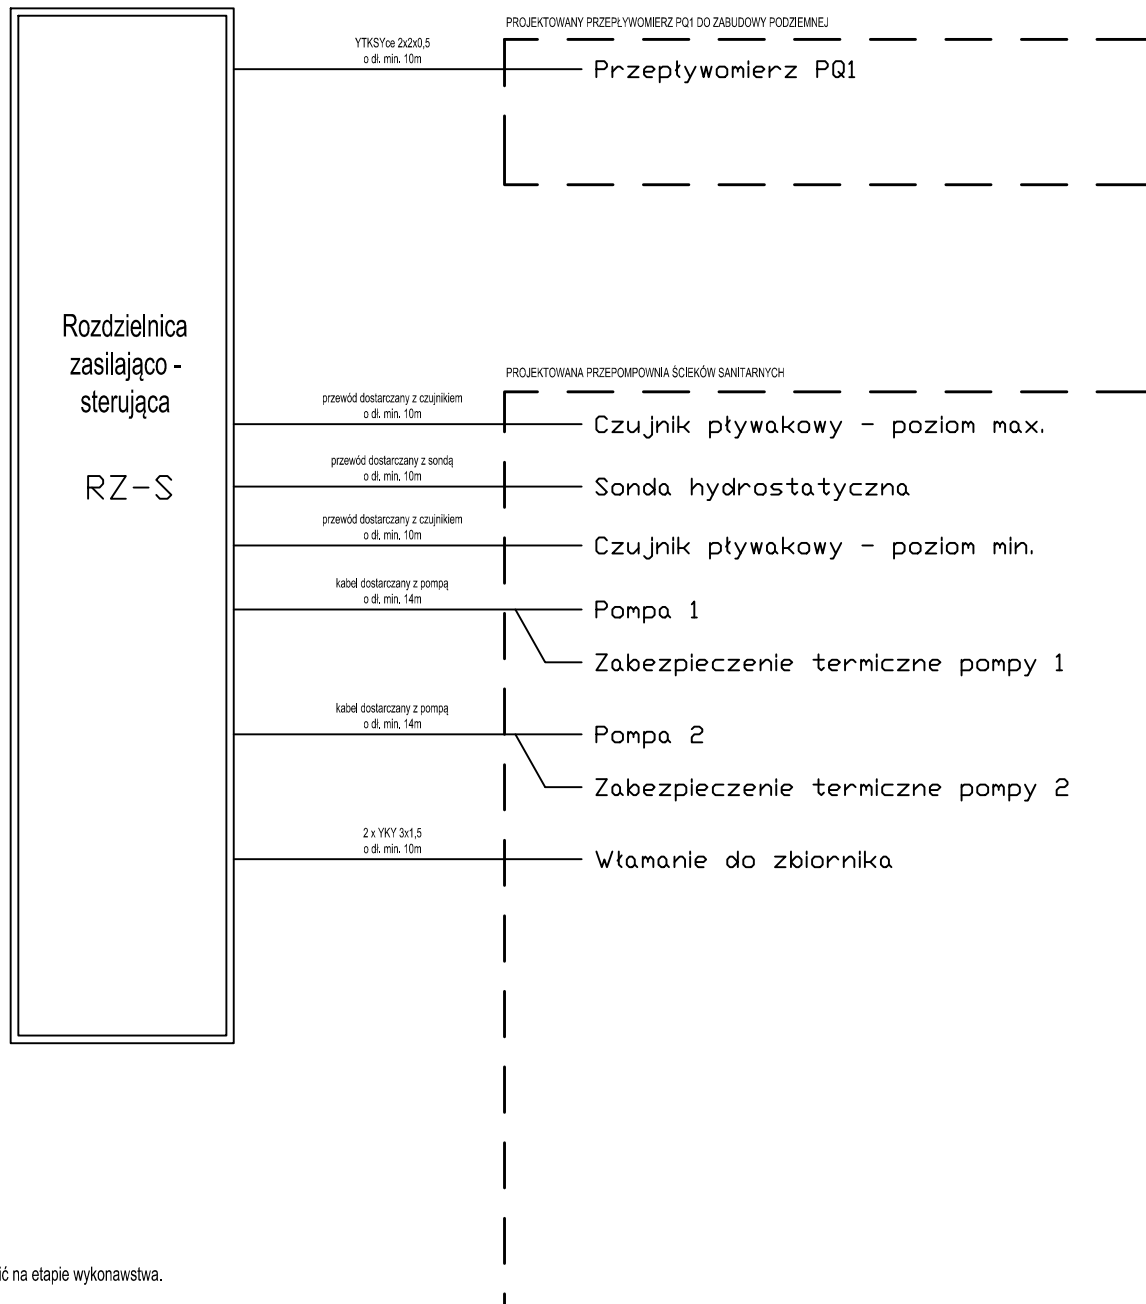 PROJEKTOWANY PRZEPŁYWOMIERZ PQ1 DO ZABUDOWY PODZIEMNEJ
YTKSYce 2x2x0,5
o dł. min. 10m
Przepływomierz PQ1
Rozdzielnica
zasilająco -
sterująca
RZ-S
PROJEKTOWANA PRZEPOMPOWNIA ŚCIEKÓW SANITARNYCH
przewód dostarczany z czujnikiem
o dł. min. 10m
Czujnik pływakowy - poziom max.
przewód dostarczany z sondą
o dł. min. 10m
Sonda hydrostatyczna
przewód dostarczany z czujnikiem
o dł. min. 10m
Czujnik pływakowy - poziom min.
kabel dostarczany z pompą
o dł. min. 14m
Pompa 1
Zabezpieczenie termiczne pompy 1
kabel dostarczany z pompą
o dł. min. 14m
Pompa 2
Zabezpieczenie termiczne pompy 2
2 x YKY 3x1,5
o dł. min. 10m
Włamanie do zbiornika
ić na etapie wykonawstwa.